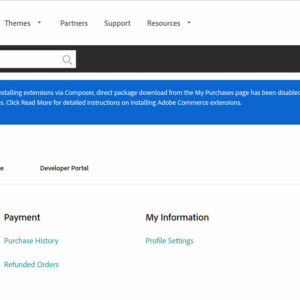 Themes Partners Support Resources
nstalling extensions via Composer, direct package download from the My Purchases page has been disabled
s. Click Read More for detailed instructions on installing Adobe Commerce extensions.
e Developer Portal
Payment My Information
Purchase History Profile Settings
Refunded Orders